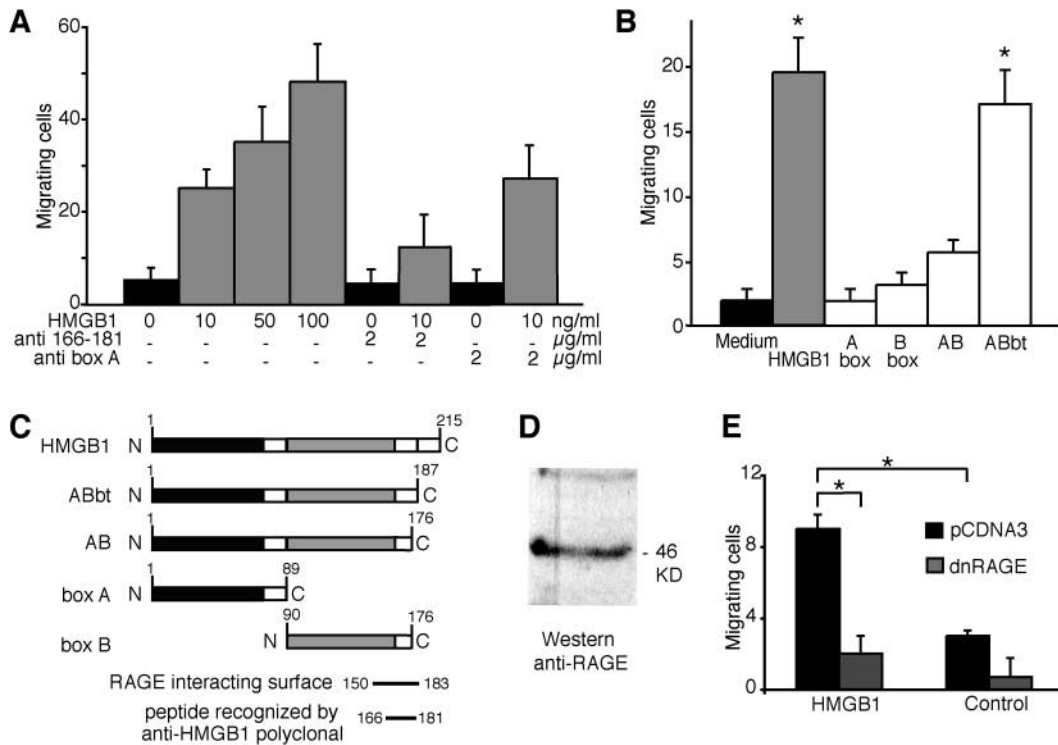 A
60
40
20
0
Migrating cells
HMGB1 0 10 50 100 0 10 0 10 ng/ml
anti 166-181 - - - - 2 2 - - µg/ml
anti box A - - - - - - 2 2 µg/ml
B
* *
20
15
10
5
0
Migrating cells
Medium HMGB1 A box B box AB ABbt
C
1 215
HMGB1 N C
1 187
ABbt N C
1 176
AB N C
1 89
box A N C
90 176
box B N C
RAGE interacting surface 150 183
peptide recognized by
anti-HMGB1 polyclonal 166 181
D
- 46
KD
Western
anti-RAGE
E
* *
12
8
4
0
Migrating cells
pCDNA3
dnRAGE
HMGB1 Control